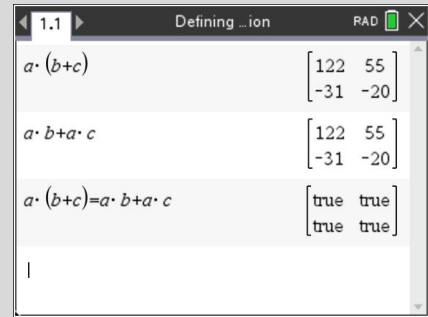 1.1 Defining …ion RAD
a·(b+c) [122 55
-31 -20]
a·b+a·c [122 55
-31 -20]
a·(b+c)=a·b+a·c [true true
true true]